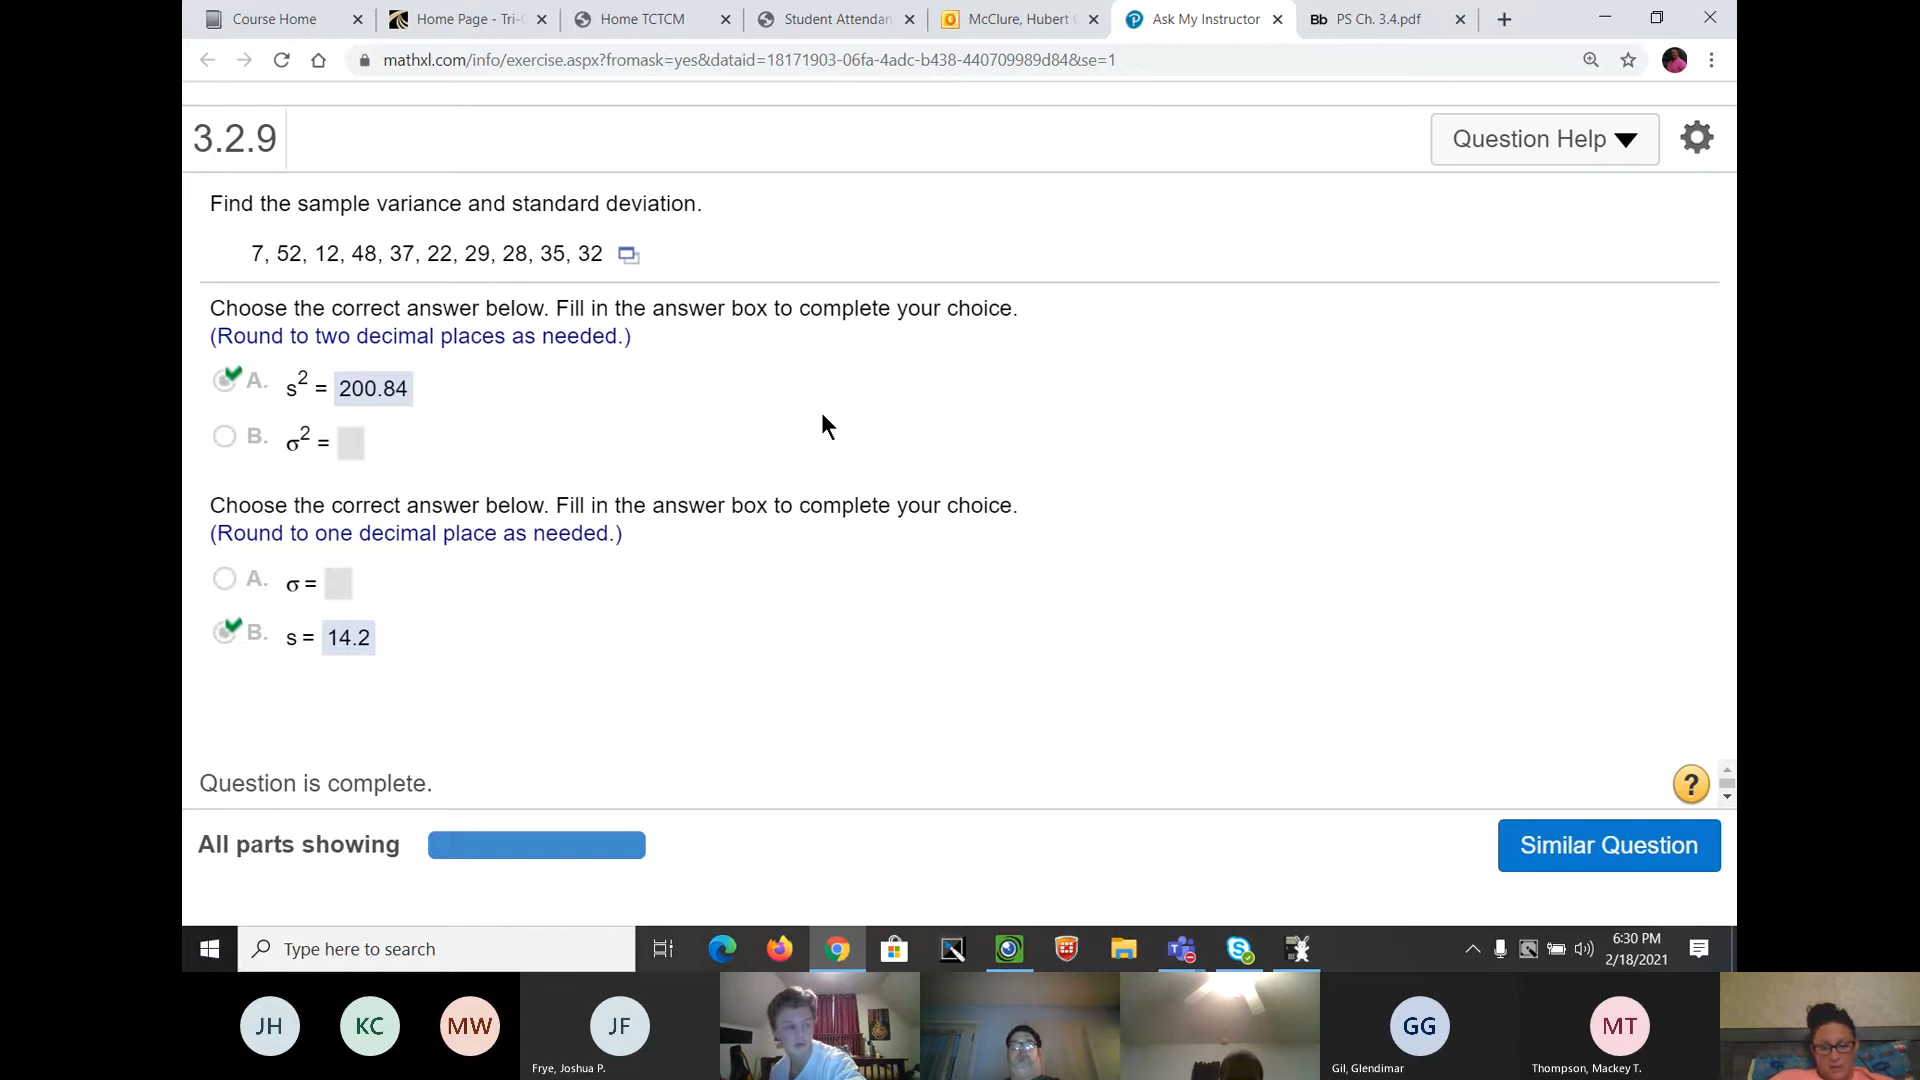 Course Home
Home Page - Tri-C
Home TCTCM
Student Attendan
McClure, Hubert
Ask My Instructor
Bb PS Ch. 3.4.pdf
mathxl.com/info/exercise.aspx?fromask=yes&dataid=18171903-06fa-4adc-b438-440709989d84&se=1
3.2.9
Question Help
Find the sample variance and standard deviation.
7, 52, 12, 48, 37, 22, 29, 28, 35, 32
Choose the correct answer below. Fill in the answer box to complete your choice.
(Round to two decimal places as needed.)
A. s² = 200.84
B. σ² =
Choose the correct answer below. Fill in the answer box to complete your choice.
(Round to one decimal place as needed.)
A. σ =
B. s = 14.2
Question is complete.
?
All parts showing
Similar Question
Type here to search
6:30 PM
2/18/2021
JH
KC
MW
JF
GG
MT
Frye, Joshua P.
Gil, Glendimar
Thompson, Mackey T.